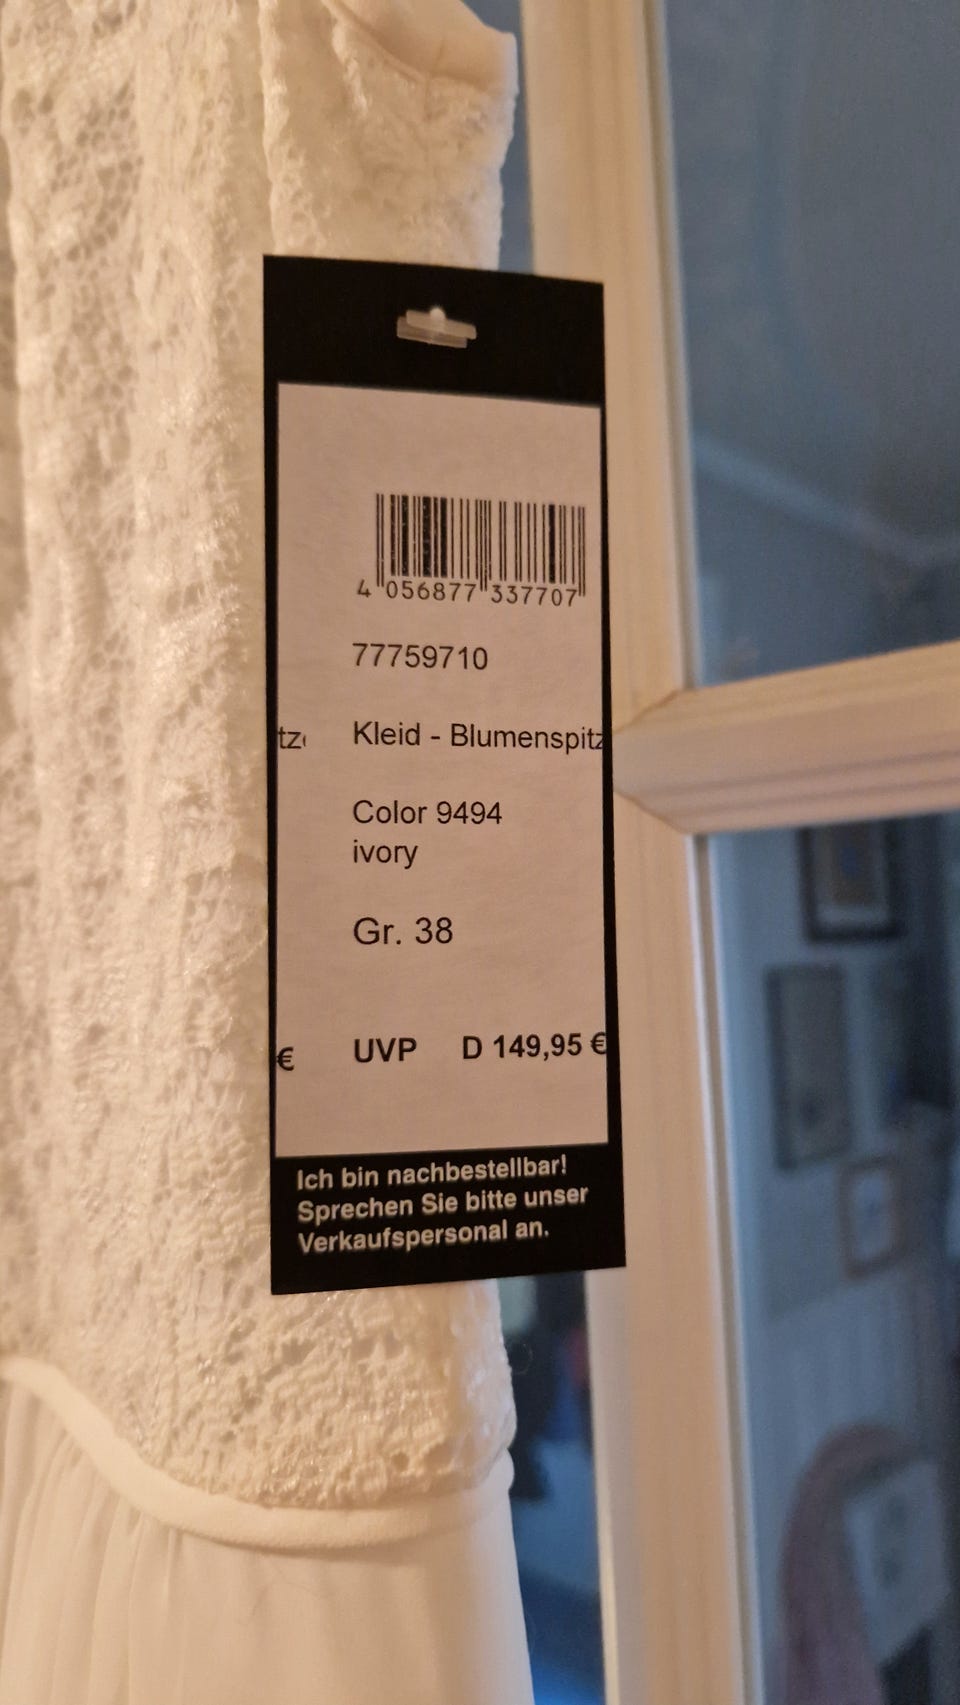 4 056877 337707
77759710
Kleid - Blumenspitz
Color 9494
ivory
Gr. 38
€ UVP D 149,95 €
Ich bin nachbestellbar!
Sprechen Sie bitte unser
Verkaufspersonal an.